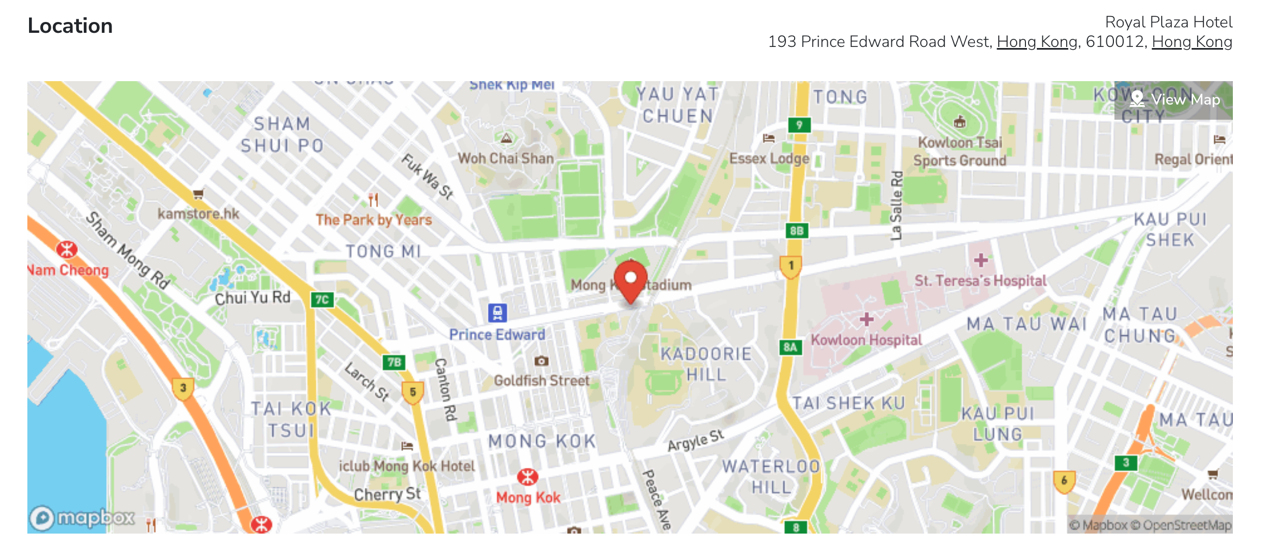 Location
Royal Plaza Hotel
193 Prince Edward Road West, Hong Kong, 610012, Hong Kong
Shek Kip Mei
YAU YAT
CHUEN
TONG
CITY
View Map
9
SHAM
SHUI PO
Woh Chai Shan
Essex Lodge
Kowloon Tsai
Sports Ground
Regal Orient
Fuk Wa St
La Salle Rd
kamstore.hk
The Park by Years
KAU PUI
SHEK
Sham Mong Rd
TONG MI
8B
Nam Cheong
1
St. Teresa's Hospital
Mong K
tadium
Chui Yu Rd
7C
Prince Edward
Kowloon Hospital
MA TAU WAI
MA TAU
CHUNG
8A
KADOORIE
HILL
7B
Goldfish Street
Larch St
Canton Rd
3
5
TAI KOK
TSUI
TAI SHEK KU
KAU PUI
LUNG
MA TAU
MONG KOK
Argyle St
iclub Mong Kok Hotel
WATERLOO
HILL
3
Mong Kok
6
Cherry St
Peace Ave
Wellcom
mapbox
8
© Mapbox © OpenStreetMap